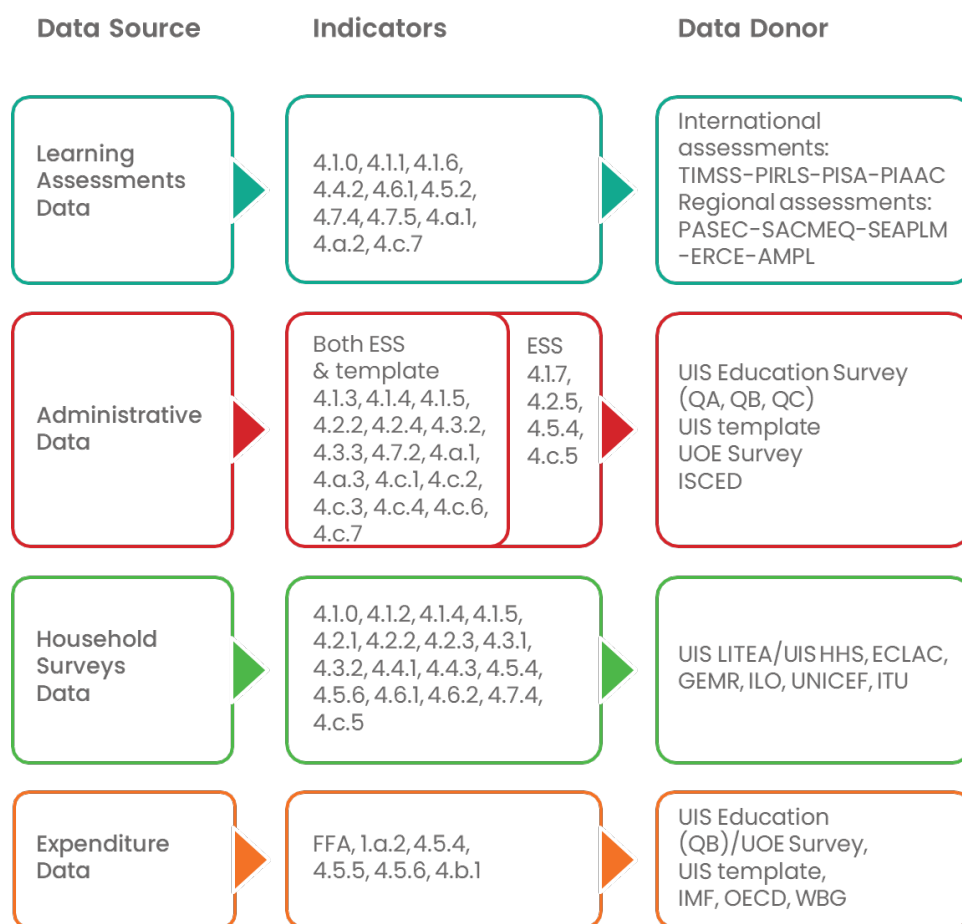 Data Source
Indicators
Data Donor
Learning
Assessments
Data
4.1.0, 4.1.1, 4.1.6,
4.4.2, 4.6.1, 4.5.2,
4.7.4, 4.7.5, 4.a.1,
4.a.2, 4.c.7
International
assessments:
TIMSS-PIRLS-PISA-PIAAC
Regional assessments:
PASEC-SACMEQ-SEAPLM
-ERCE-AMPL
Administrative
Data
Both ESS
& template
4.1.3, 4.1.4, 4.1.5,
4.2.2, 4.2.4, 4.3.2,
4.3.3, 4.7.2, 4.a.1,
4.a.3, 4.c.1, 4.c.2,
4.c.3, 4.c.4, 4.c.6,
4.c.7
ESS
4.1.7,
4.2.5,
4.5.4,
4.c.5
UIS Education Survey
(QA, QB, QC)
UIS template
UOE Survey
ISCED
Household
Surveys
Data
4.1.0, 4.1.2, 4.1.4, 4.1.5,
4.2.1, 4.2.2, 4.2.3, 4.3.1,
4.3.2, 4.4.1, 4.4.3, 4.5.4,
4.5.6, 4.6.1, 4.6.2, 4.7.4,
4.c.5
UIS LITEA/UIS HHS, ECLAC,
GEMR, ILO, UNICEF, ITU
Expenditure
Data
FFA, 1.a.2, 4.5.4,
4.5.5, 4.5.6, 4.b.1
UIS Education
(QB)/UOE Survey,
UIS template,
IMF, OECD, WBG